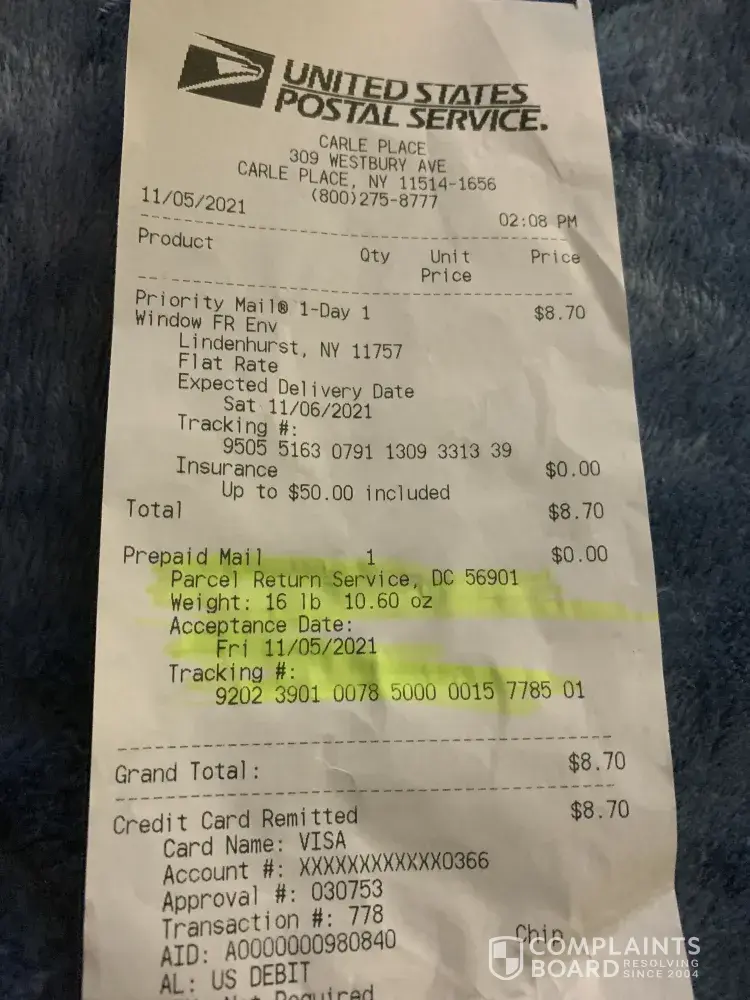 UNITED STATES
POSTAL SERVICE.
CARLE PLACE
309 WESTBURY AVE
CARLE PLACE, NY 11514-1656
(800)275-8777
11/05/2021 02:08 PM
Product Qty Unit Price
Price
Priority Mail® 1-Day 1 $8.70
Window FR Env
Lindenhurst, NY 11757
Flat Rate
Expected Delivery Date
Sat 11/06/2021
Tracking #:
9505 5163 0791 1309 3313 39
Insurance $0.00
Up to $50.00 included
Total $8.70
Prepaid Mail 1 $0.00
Parcel Return Service, DC 56901
Weight: 16 lb 10.60 oz
Acceptance Date:
Fri 11/05/2021
Tracking #:
9202 3901 0078 5000 0015 7785 01
Grand Total: $8.70
Credit Card Remitted $8.70
Card Name: VISA
Account #: XXXXXXXXXXXX0366
Approval #: 030753
Transaction #: 778
AID: A0000000980840 Chip
AL: US DEBIT
Not Required
COMPLAINTS
BOARD RESOLVING
SINCE 2004